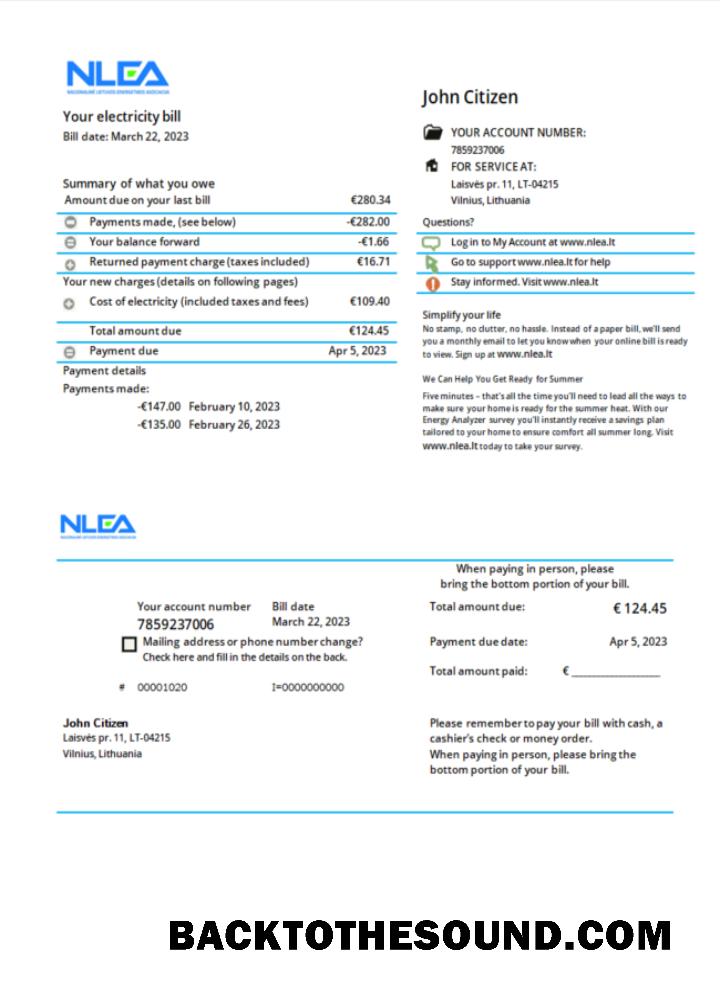 NLEA
NACIONALINĖ LIETUVOS ENERGETIKOS ASOCIACIJA
Your electricity bill
Bill date: March 22, 2023
Summary of what you owe
Amount due on your last bill €280.34
Payments made, (see below) -€282.00
Your balance forward -€1.66
Returned payment charge (taxes included) €16.71
Your new charges (details on following pages)
Cost of electricity (included taxes and fees) €109.40
Total amount due €124.45
Payment due Apr 5, 2023
Payment details
Payments made:
-€147.00 February 10, 2023
-€135.00 February 26, 2023
John Citizen
YOUR ACCOUNT NUMBER:
7859237006
FOR SERVICE AT:
Laisvės pr. 11, LT-04215
Vilnius, Lithuania
Questions?
Log in to My Account at www.nlea.lt
Go to support www.nlea.lt for help
Stay informed. Visit www.nlea.lt
Simplify your life
No stamp, no clutter, no hassle. Instead of a paper bill, we'll send
you a monthly email to let you know when your online bill is ready
to view. Sign up at www.nlea.lt
We Can Help You Get Ready for Summer
Five minutes – that's all the time you'll need to lead all the ways to
make sure your home is ready for the summer heat. With our
Energy Analyzer survey you'll instantly receive a savings plan
tailored to your home to ensure comfort all summer long. Visit
www.nlea.lt today to take your survey.
NLEA
NACIONALINĖ LIETUVOS ENERGETIKOS ASOCIACIJA
When paying in person, please
bring the bottom portion of your bill.
Your account number Bill date
7859237006 March 22, 2023
Mailing address or phone number change?
Check here and fill in the details on the back.
# 00001020 I=0000000000
Total amount due: € 124.45
Payment due date: Apr 5, 2023
Total amount paid: € ________________
John Citizen
Laisvės pr. 11, LT-04215
Vilnius, Lithuania
Please remember to pay your bill with cash, a
cashier's check or money order.
When paying in person, please bring the
bottom portion of your bill.
BACKTOTHESOUND.COM